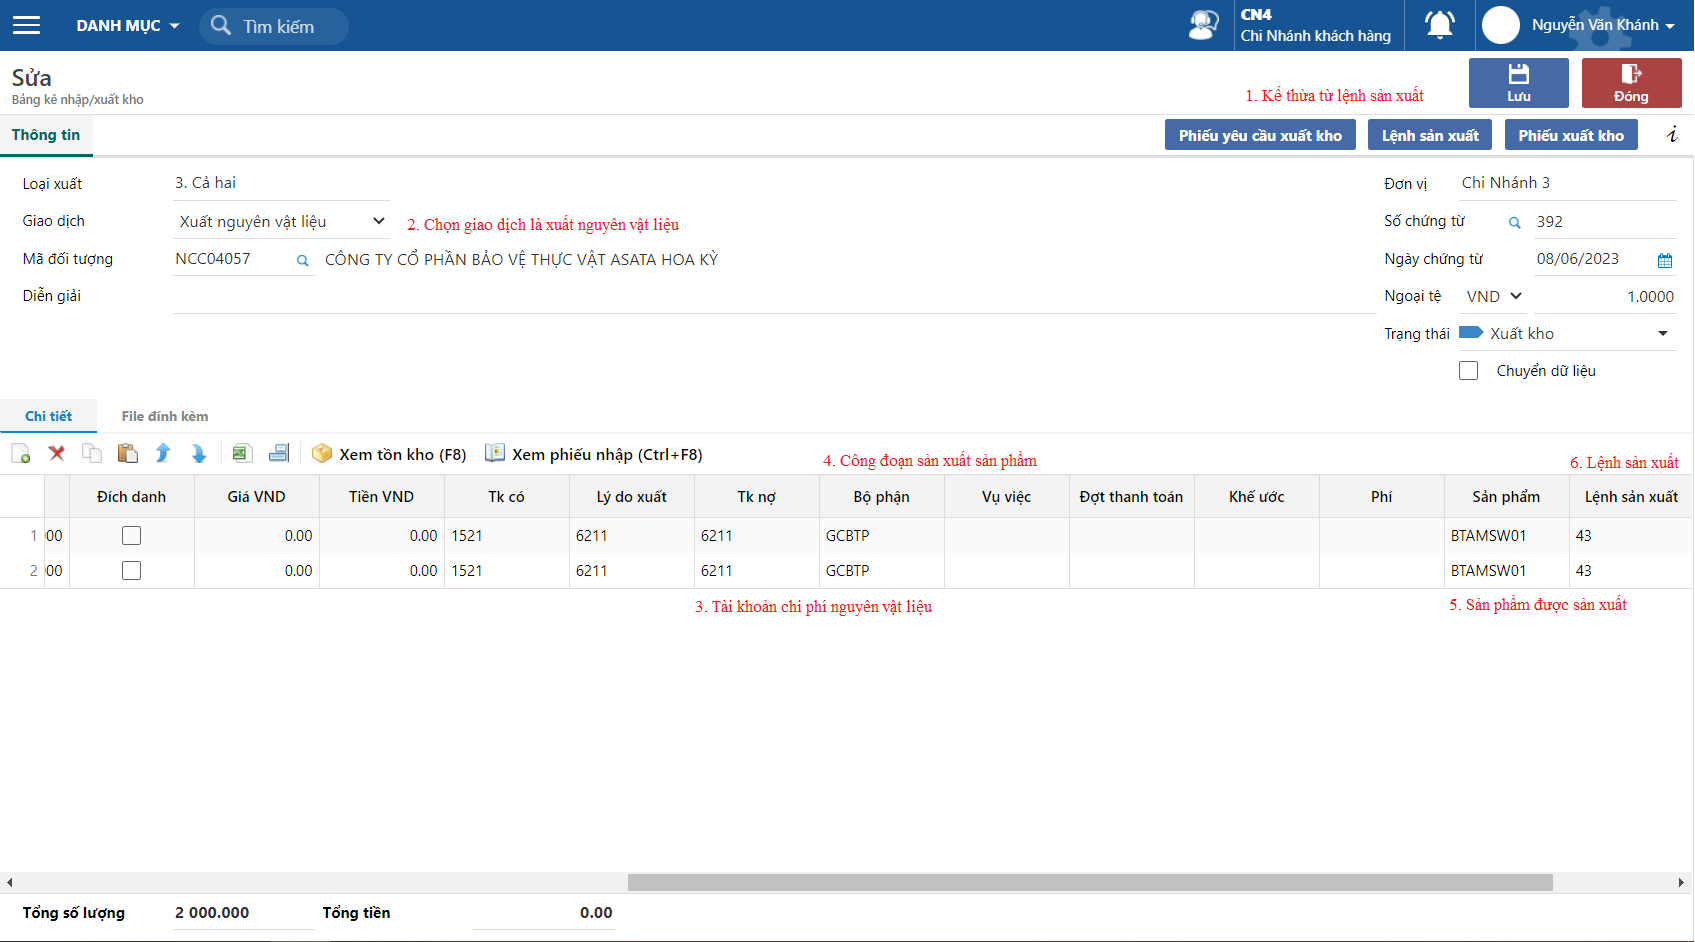 DANH MỤC
Tìm kiếm
CN4
Chi Nhánh khách hàng
Nguyễn Văn Khánh
Sửa
Bảng kê nhập/xuất kho
1. Kế thừa từ lệnh sản xuất
Lưu
Đóng
Thông tin
Phiếu yêu cầu xuất kho
Lệnh sản xuất
Phiếu xuất kho
i
Loại xuất
3. Cả hai
Đơn vị
Chi Nhánh 3
Giao dịch
Xuất nguyên vật liệu
2. Chọn giao dịch là xuất nguyên vật liệu
Số chứng từ
392
Mã đối tượng
NCC04057
CÔNG TY CỔ PHẦN BẢO VỆ THỰC VẬT ASATA HOA KỲ
Ngày chứng từ
08/06/2023
Diễn giải
Ngoại tệ
VND
1.0000
Trạng thái
Xuất kho
Chuyển dữ liệu
Chi tiết
File đính kèm
Xem tồn kho (F8)
Xem phiếu nhập (Ctrl+F8)
4. Công đoạn sản xuất sản phẩm
6. Lệnh sản xuất
Đích danh Giá VND Tiền VND Tk có Lý do xuất Tk nợ Bộ phận Vụ việc Đợt thanh toán Khế ước Phí Sản phẩm Lệnh sản xuất
1 00 0.00 0.00 1521 6211 6211 GCBTP BTAMSW01 43
2 00 0.00 0.00 1521 6211 6211 GCBTP BTAMSW01 43
3. Tài khoản chi phí nguyên vật liệu
5. Sản phẩm được sản xuất
Tổng số lượng
2 000.000
Tổng tiền
0.00